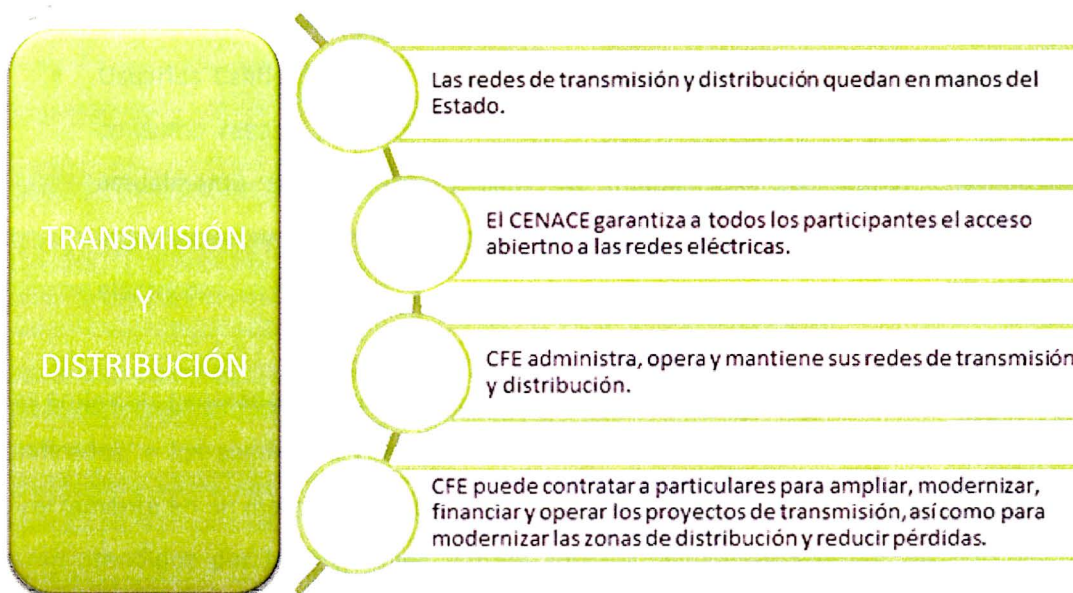 TRANSMISIÓN
Y
DISTRIBUCIÓN
Las redes de transmisión y distribución quedan en manos del
Estado.
El CENACE garantiza a todos los participantes el acceso
abiertno a las redes eléctricas.
CFE administra, opera y mantiene sus redes de transmisión
y distribución.
CFE puede contratar a particulares para ampliar, modernizar,
financiar y operar los proyectos de transmisión, así como para
modernizar las zonas de distribución y reducir pérdidas.